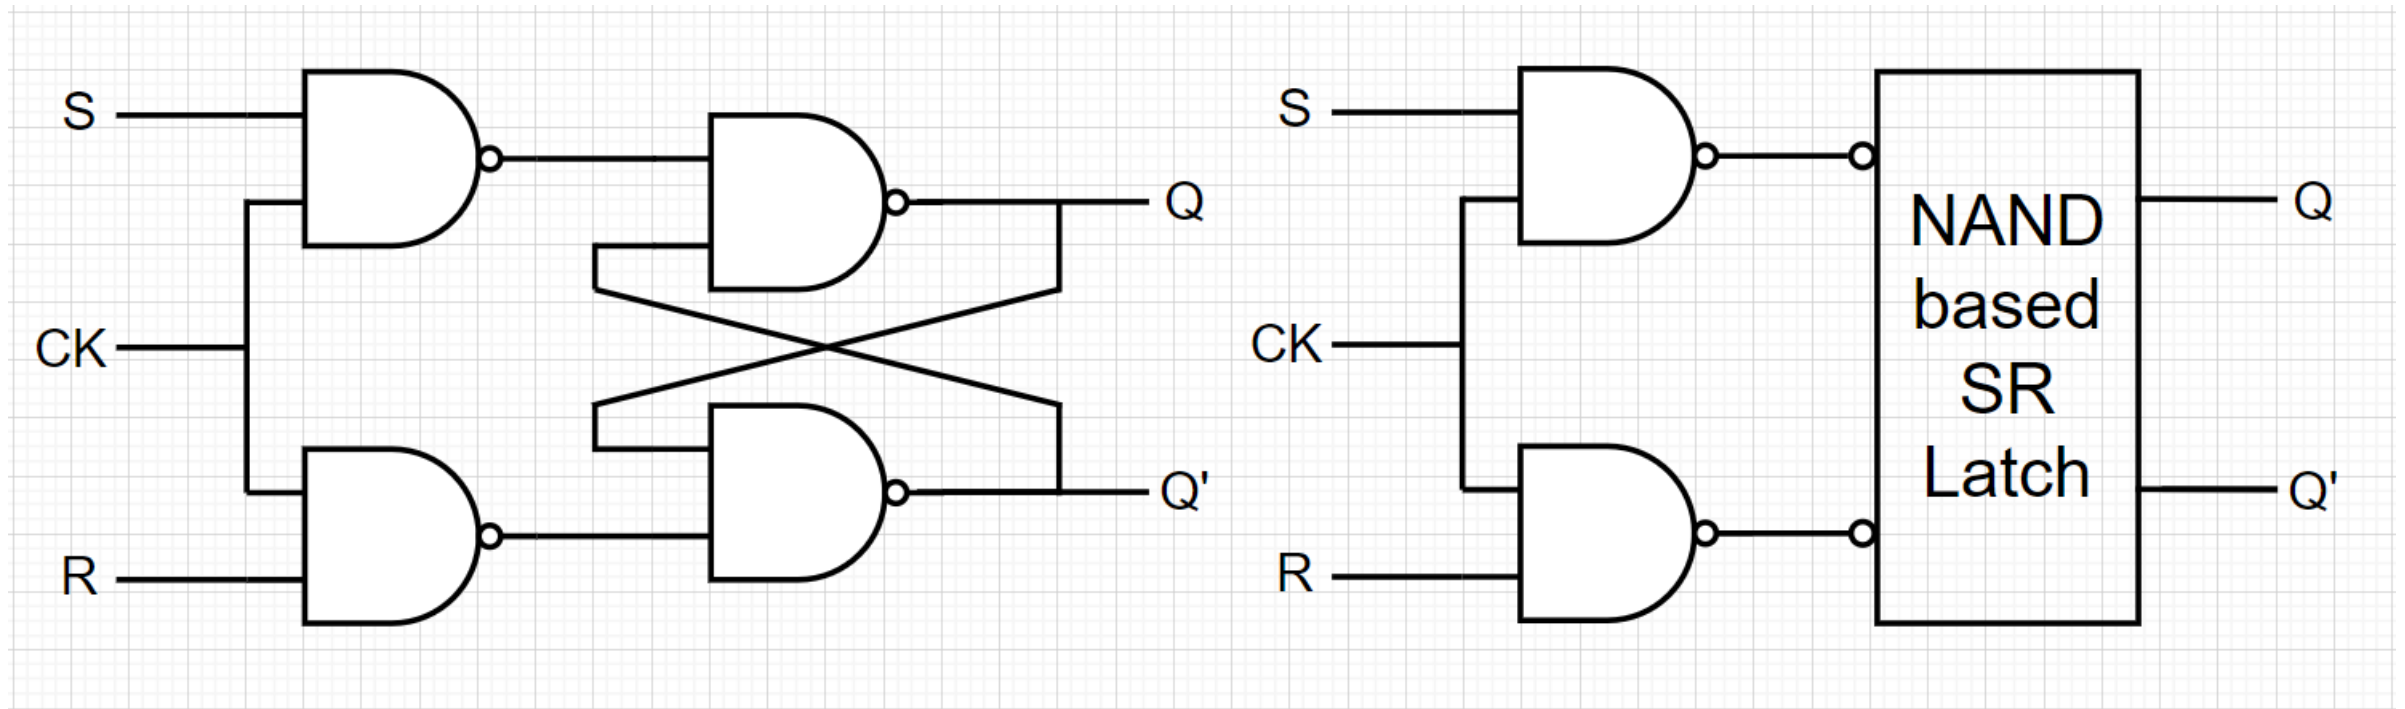 S
CK
R
Q
Q'
S
CK
R
NAND
based
SR
Latch
Q
Q'